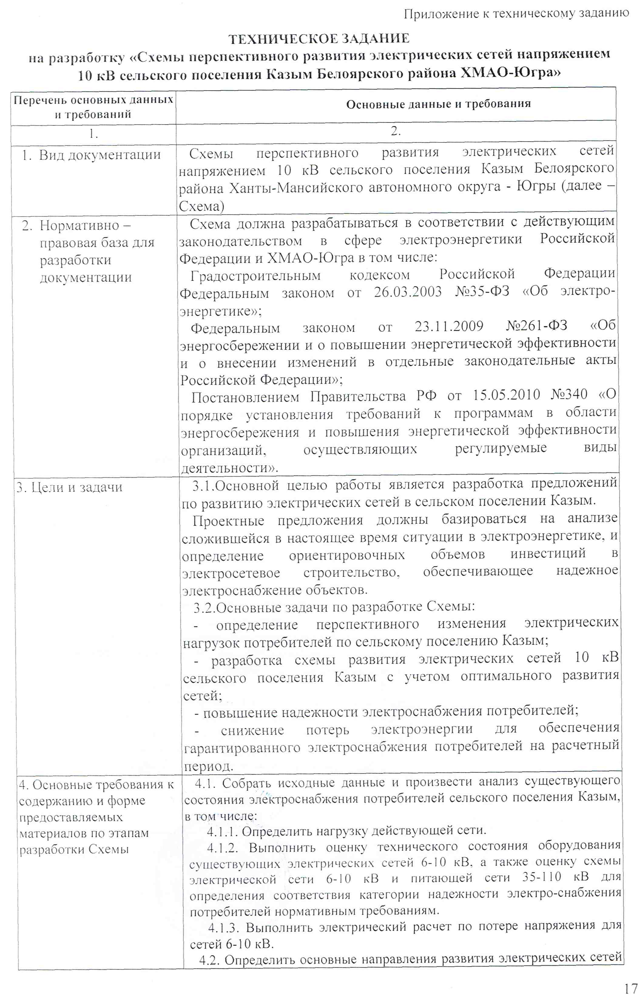 Приложение к техническому заданию
ТЕХНИЧЕСКОЕ ЗАДАНИЕ
на разработку «Схемы перспективного развития электрических сетей напряжением
10 кВ сельского поселения Казым Белоярского района ХМАО-Югра»
Перечень основных данных
и требований
Основные данные и требования
1.
2.
1. Вид документации
Схемы перспективного развития электрических сетей
напряжением 10 кВ сельского поселения Казым Белоярского
района Ханты-Мансийского автономного округа - Югры (далее –
Схема)
2. Нормативно –
правовая база для
разработки
документации
Схема должна разрабатываться в соответствии с действующим
законодательством в сфере электроэнергетики Российской
Федерации и ХМАО-Югра в том числе:
Градостроительным кодексом Российской Федерации
Федеральным законом от 26.03.2003 №35-ФЗ «Об электро-
энергетике»;
Федеральным законом от 23.11.2009 №261-ФЗ «Об
энергосбережении и о повышении энергетической эффективности
и о внесении изменений в отдельные законодательные акты
Российской Федерации»;
Постановлением Правительства РФ от 15.05.2010 №340 «О
порядке установления требований к программам в области
энергосбережения и повышения энергетической эффективности
организаций, осуществляющих регулируемые виды
деятельности».
3. Цели и задачи
3.1.Основной целью работы является разработка предложений
по развитию электрических сетей в сельском поселении Казым.
Проектные предложения должны базироваться на анализе
сложившейся в настоящее время ситуации в электроэнергетике, и
определение ориентировочных объемов инвестиций в
электросетевое строительство, обеспечивающее надежное
электроснабжение объектов.
3.2.Основные задачи по разработке Схемы:
- определение перспективного изменения электрических
нагрузок потребителей по сельскому поселению Казым;
- разработка схемы развития электрических сетей 10 кВ
сельского поселения Казым с учетом оптимального развития
сетей;
- повышение надежности электроснабжения потребителей;
- снижение потерь электроэнергии для обеспечения
гарантированного электроснабжения потребителей на расчетный
период.
4. Основные требования к
содержанию и форме
предоставляемых
материалов по этапам
разработки Схемы
4.1. Собрать исходные данные и произвести анализ существующего
состояния электроснабжения потребителей сельского поселения Казым,
в том числе:
4.1.1. Определить нагрузку действующей сети.
4.1.2. Выполнить оценку технического состояния оборудования
существующих электрических сетей 6-10 кВ, а также оценку схемы
электрической сети 6-10 кВ и питающей сети 35-110 кВ для
определения соответствия категории надежности электро-снабжения
потребителей нормативным требованиям.
4.1.3. Выполнить электрический расчет по потере напряжения для
сетей 6-10 кВ.
4.2. Определить основные направления развития электрических сетей
17